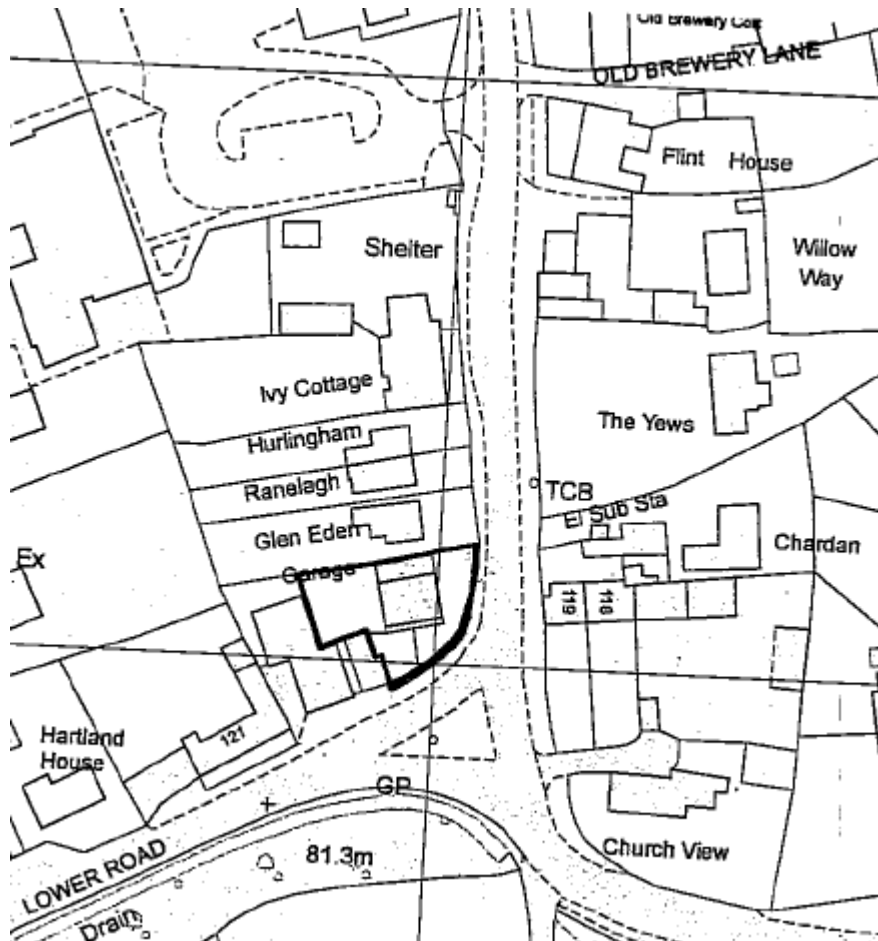 Old Brewery Cott
OLD BREWERY LANE
Flint House
Shelter
Willow
Way
Ivy Cottage
The Yews
Hurlingham
Ranelagh
TCB
El Sub Sta
Glen Eden
Chardan
Ex
Garage
119
118
121
Hartland
House
GP
81.3m
Church View
LOWER ROAD
Drain